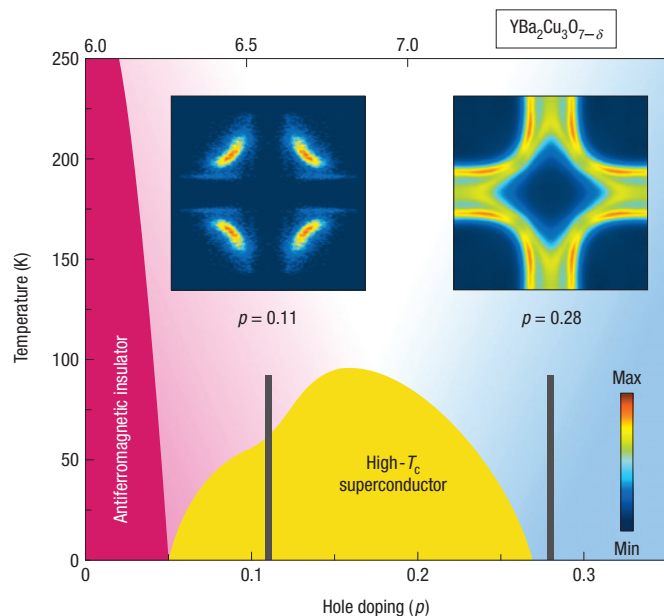 YBa₂Cu₃O₇₋δ
6.0 6.5 7.0
250
200
150
100
50
0
Temperature (K)
Antiferromagnetic insulator
p = 0.11
p = 0.28
High-Tc
superconductor
Max
Min
0 0.1 0.2 0.3
Hole doping (p)